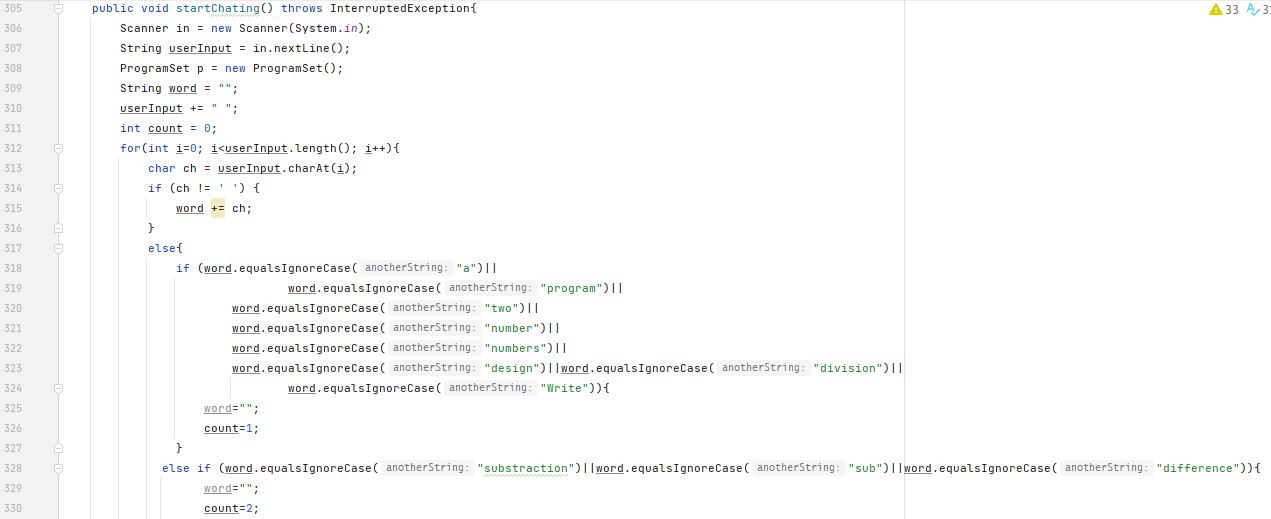 305 public void startChating() throws InterruptedException{ 33
306 Scanner in = new Scanner(System.in);
307 String userInput = in.nextLine();
308 ProgramSet p = new ProgramSet();
309 String word = "";
310 userInput += " ";
311 int count = 0;
312 for(int i=0; i<userInput.length(); i++){
313 char ch = userInput.charAt(i);
314 if (ch != ' ') {
315 word += ch;
316 }
317 else{
318 if (word.equalsIgnoreCase( anotherString: "a")||
319 word.equalsIgnoreCase( anotherString: "program")||
320 word.equalsIgnoreCase( anotherString: "two")||
321 word.equalsIgnoreCase( anotherString: "number")||
322 word.equalsIgnoreCase( anotherString: "numbers")||
323 word.equalsIgnoreCase( anotherString: "design")||word.equalsIgnoreCase( anotherString: "division")||
324 word.equalsIgnoreCase( anotherString: "Write")){
325 word="";
326 count=1;
327 }
328 else if (word.equalsIgnoreCase( anotherString: "substraction")||word.equalsIgnoreCase( anotherString: "sub")||word.equalsIgnoreCase( anotherString: "difference")){
329 word="";
330 count=2;